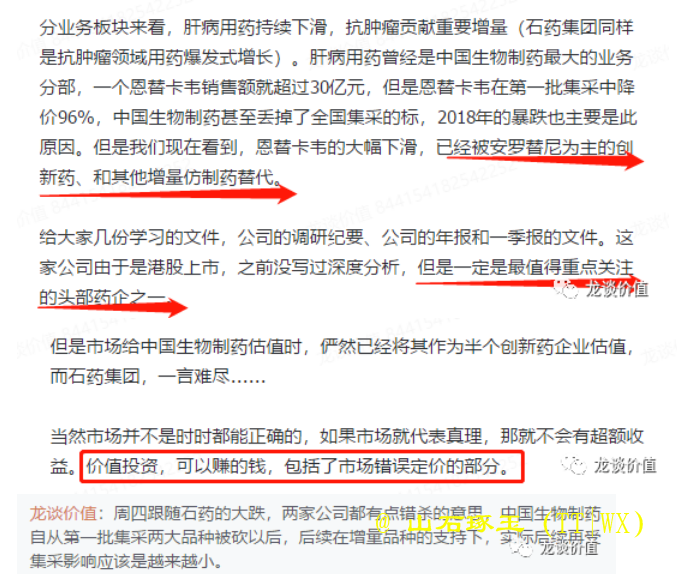 分业务板块来看，肝病用药持续下滑，抗肿瘤贡献重要增量（石药集团同样
是抗肿瘤领域用药爆发式增长）。肝病用药曾经是中国生物制药最大的业务
分部，一个恩替卡韦销售额就超过30亿元，但是恩替卡韦在第一批集采中降
价96%，中国生物制药甚至丢掉了全国集采的标，2018年的暴跌也主要是此
原因。但是我们现在看到，恩替卡韦的大幅下滑，已经被安罗替尼为主的创
新药、和其他增量仿制药替代。
给大家几份学习的文件，公司的调研纪要、公司的年报和一季报的文件。这
家公司由于是港股上市，之前没写过深度分析，但是一定是最值得重点关注
的头部药企之一
龙谈价值
但是市场给中国生物制药估值时，俨然已经将其作为半个创新药企业估值，
而石药集团，一言难尽……
当然市场并不是时时都能正确的，如果市场就代表真理，那就不会有超额收
益。价值投资，可以赚的钱，包括了市场错误定价的部分。
龙谈价值
龙谈价值：周四跟随石药的大跌，两家公司都有点错杀的意思，中国生物制药
自从第一批集采两大品种被砍以后，后续在增量品种的支持下，实际后续再受
集采影响应该是越来越小。
龙谈价值